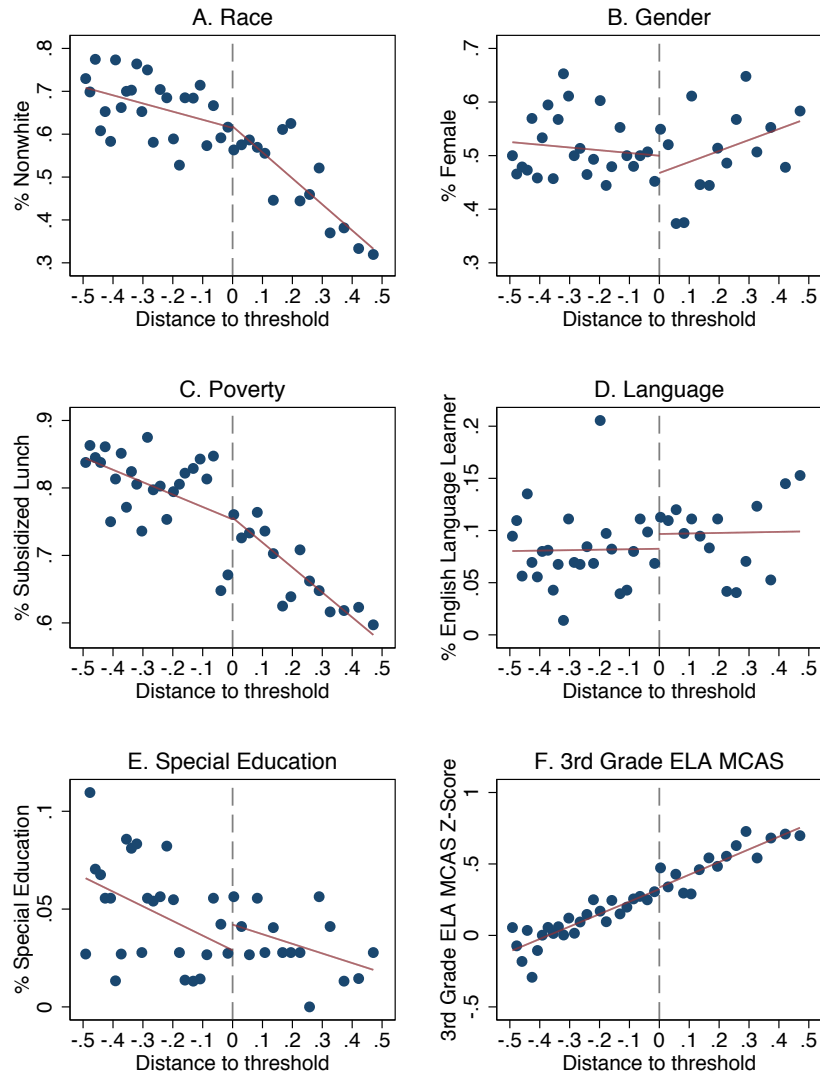 A. Race
% Nonwhite
.8
.7
.6
.5
.4
.3
-.5 -.4 -.3 -.2 -.1 0 .1 .2 .3 .4 .5
Distance to threshold
B. Gender
% Female
.7
.6
.5
.4
.3
-.5 -.4 -.3 -.2 -.1 0 .1 .2 .3 .4 .5
Distance to threshold
C. Poverty
% Subsidized Lunch
.9
.8
.7
.6
-.5 -.4 -.3 -.2 -.1 0 .1 .2 .3 .4 .5
Distance to threshold
D. Language
% English Language Learner
.2
.15
.1
.05
0
-.5 -.4 -.3 -.2 -.1 0 .1 .2 .3 .4 .5
Distance to threshold
E. Special Education
% Special Education
.1
.05
0
-.5 -.4 -.3 -.2 -.1 0 .1 .2 .3 .4 .5
Distance to threshold
F. 3rd Grade ELA MCAS
3rd Grade ELA MCAS Z-Score
1
.5
0
-.5
-.5 -.4 -.3 -.2 -.1 0 .1 .2 .3 .4 .5
Distance to threshold